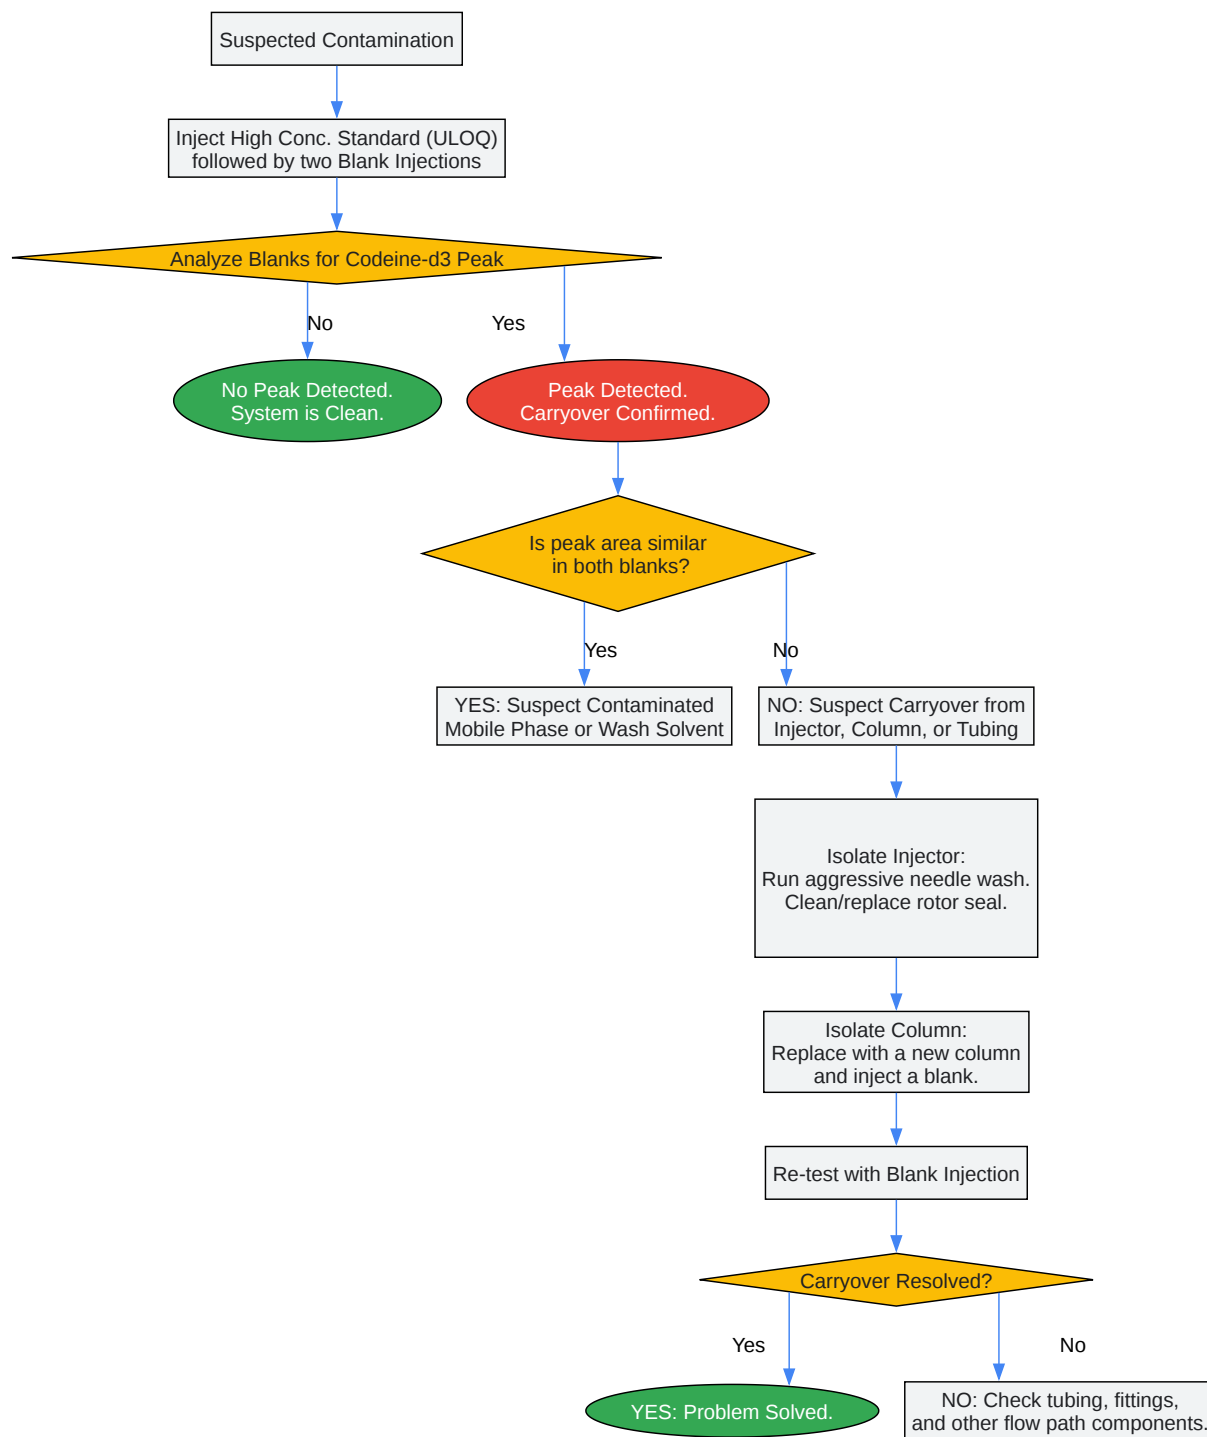 Suspected Contamination
Inject High Conc. Standard (ULOQ)
followed by two Blank Injections
Analyze Blanks for Codeine-d3 Peak
No
Yes
No Peak Detected.
System is Clean.
Peak Detected.
Carryover Confirmed.
Is peak area similar
in both blanks?
Yes
No
YES: Suspect Contaminated
Mobile Phase or Wash Solvent
NO: Suspect Carryover from
Injector, Column, or Tubing
Isolate Injector:
Run aggressive needle wash.
Clean/replace rotor seal.
Isolate Column:
Replace with a new column
and inject a blank.
Re-test with Blank Injection
Carryover Resolved?
Yes
No
YES: Problem Solved.
NO: Check tubing, fittings,
and other flow path components.